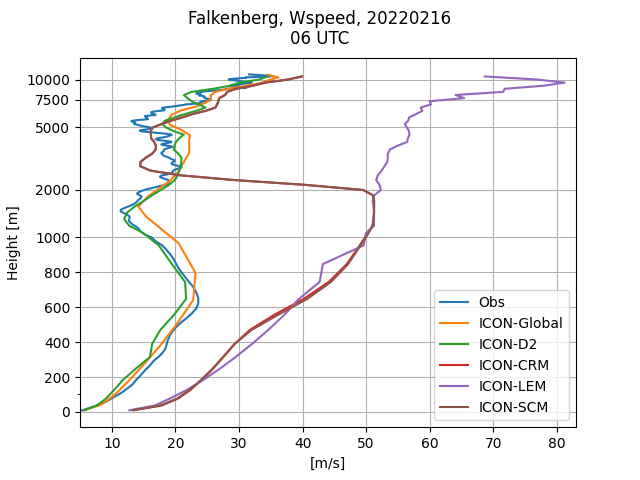 Falkenberg, Wspeed, 20220216
06 UTC
10000
7500
5000
2000
1000
800
600
400
200
0
Height [m]
10 20 30 40 50 60 70 80
[m/s]
Obs
ICON-Global
ICON-D2
ICON-CRM
ICON-LEM
ICON-SCM